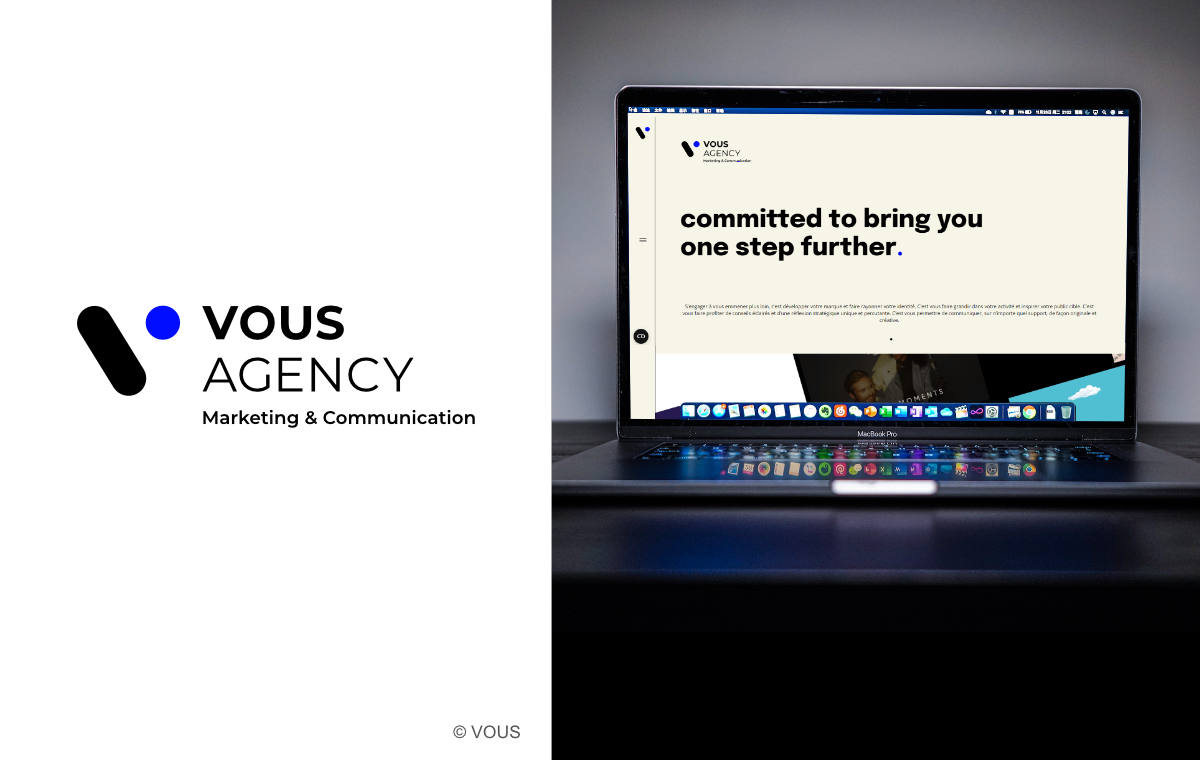 VOUS
AGENCY
Marketing & Communication
© VOUS
VOUS
AGENCY
Marketing & Communication
committed to bring you
one step further.
S'engager à vous emmener plus loin, c'est développer votre marque et faire rayonner votre identité. C'est vous faire grandir dans votre activité et inspirer votre public cible. C'est
vous faire profiter de conseils éclairés et d'une réflexion stratégique unique et percutante. C'est vous permettre de communiquer, sur n'importe quel support, de façon originale et
créative.
CD
MOMENTS
MacBook Pro